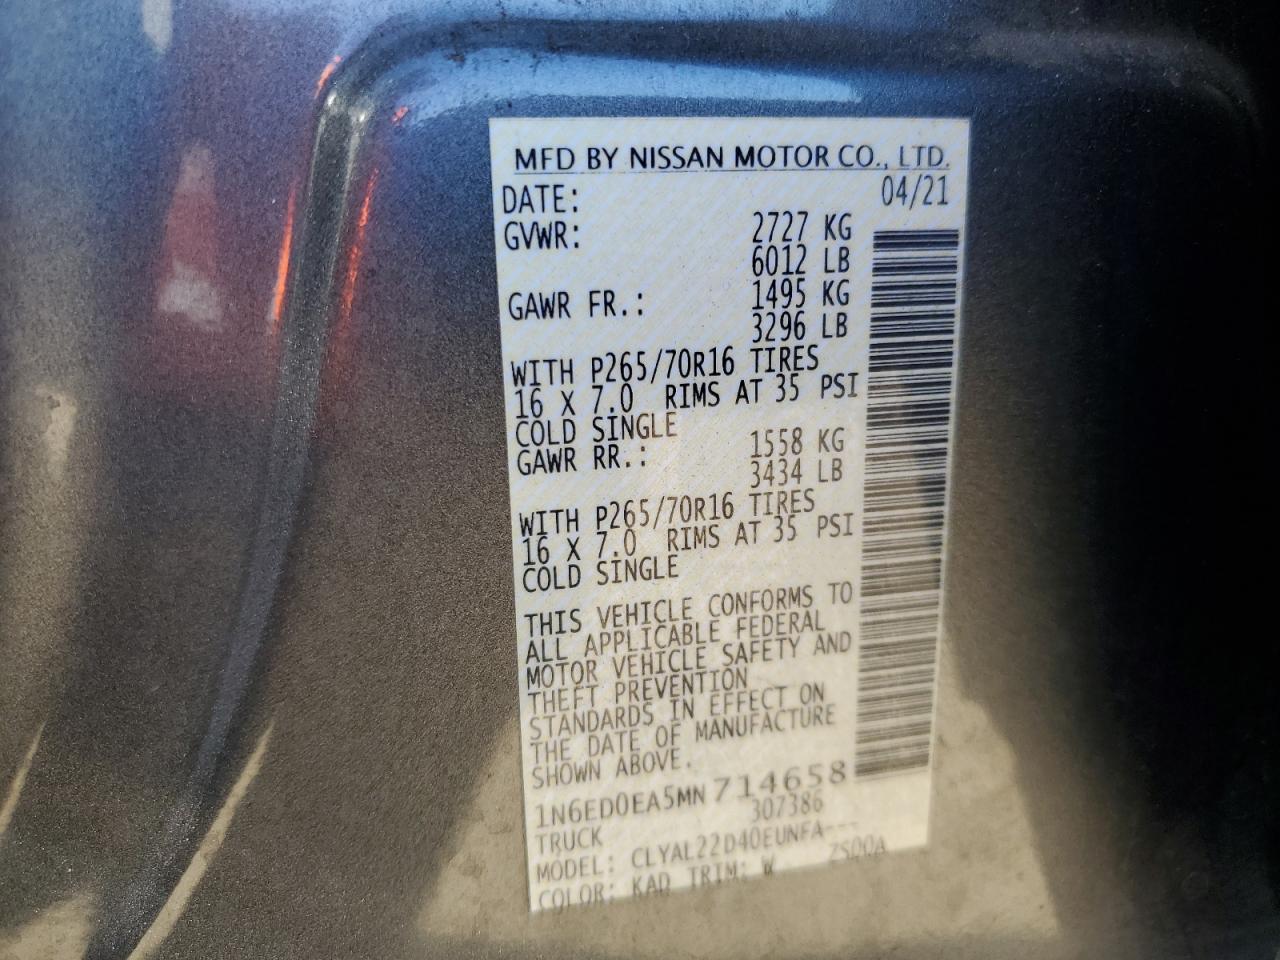 MFD BY NISSAN MOTOR CO., LTD.
DATE: 04/21
GVWR: 2727 KG
6012 LB
GAWR FR.: 1495 KG
3296 LB
WITH P265/70R16 TIRES
16 X 7.0 RIMS AT 35 PSI
COLD SINGLE
GAWR RR.: 1558 KG
3434 LB
WITH P265/70R16 TIRES
16 X 7.0 RIMS AT 35 PSI
COLD SINGLE
THIS VEHICLE CONFORMS TO
ALL APPLICABLE FEDERAL
MOTOR VEHICLE SAFETY AND
THEFT PREVENTION
STANDARDS IN EFFECT ON
THE DATE OF MANUFACTURE
SHOWN ABOVE.
1N6ED0EA5MN714658
TRUCK 307386
MODEL: CLYAL22D40EUNFA---
COLOR: KAD TRIM: W ZS00A